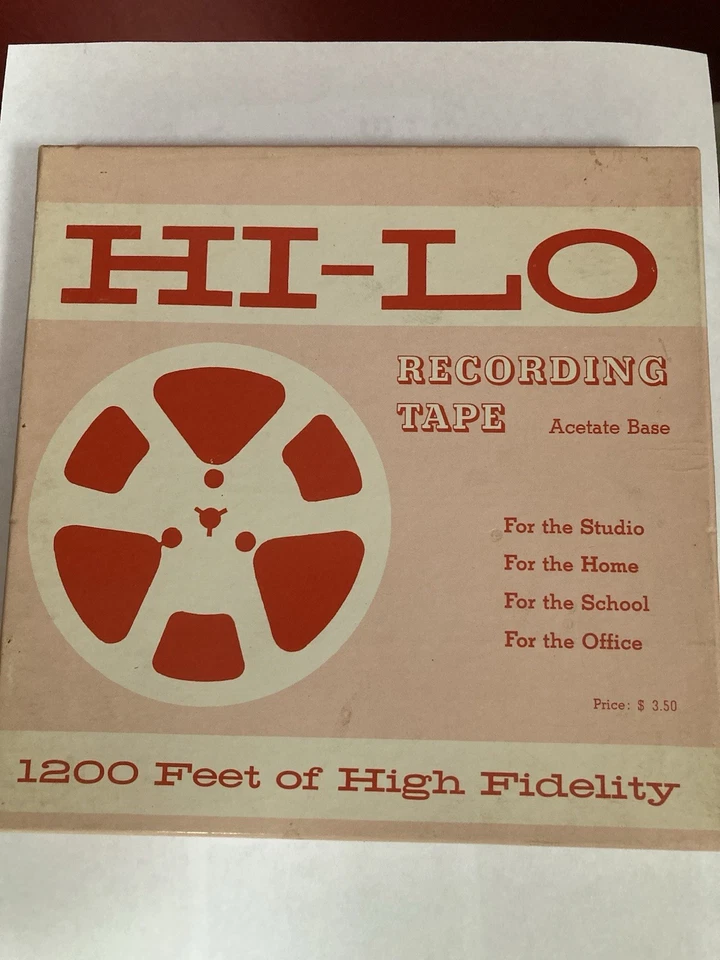 HI-LO
RECORDING
TAPE Acetate Base
For the Studio
For the Home
For the School
For the Office
Price: $ 3.50
1200 Feet of High Fidelity